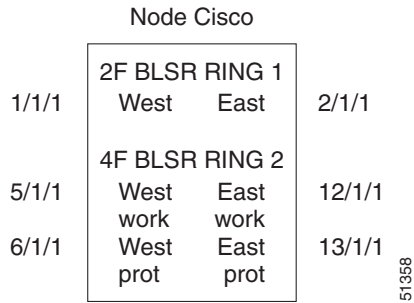 Node Cisco
2F BLSR RING 1
1/1/1 West East 2/1/1
4F BLSR RING 2
5/1/1 West East 12/1/1
work work
6/1/1 West East 13/1/1
prot prot
51358